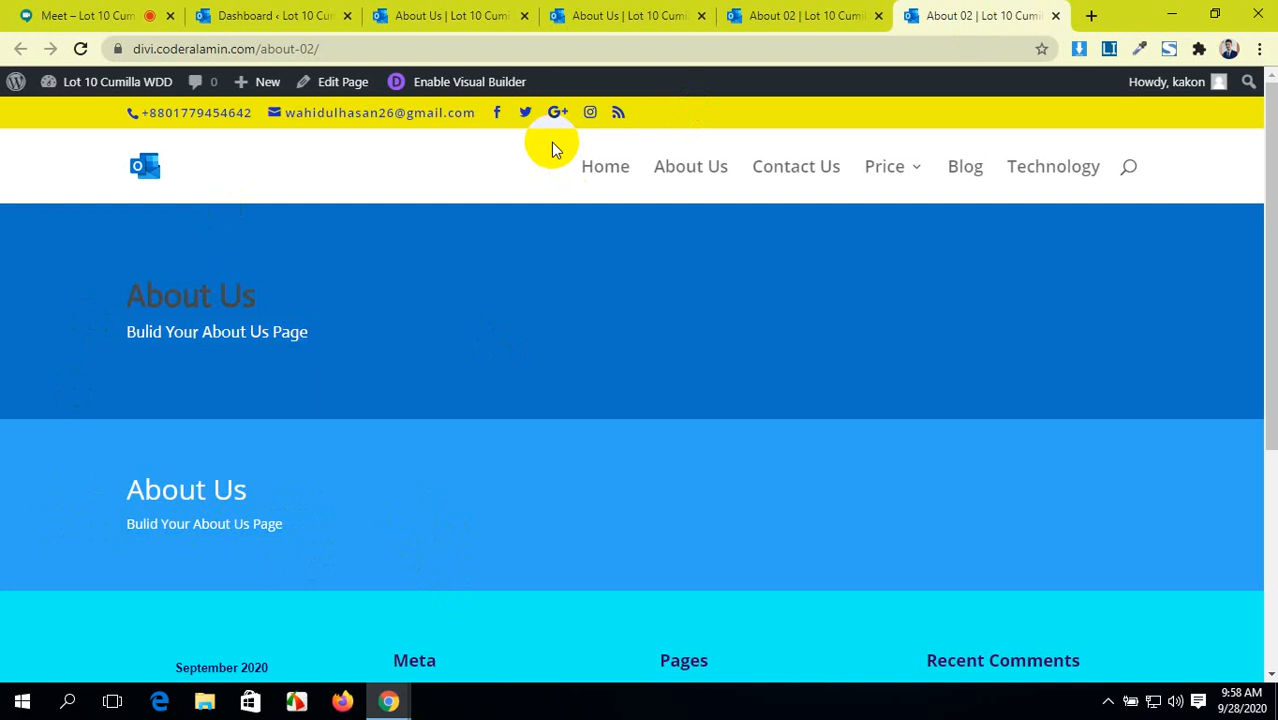 Meet – Lot 10 Cum
Dashboard ‹ Lot 10 Cu
About Us | Lot 10 Cumi
About Us | Lot 10 Cumi
About 02 | Lot 10 Cumil
About 02 | Lot 10 Cumil
divi.coderalamin.com/about-02/
Lot 10 Cumilla WDD
0
New
Edit Page
Enable Visual Builder
Howdy, kakon
+8801779454642
wahidulhasan26@gmail.com
Home
About Us
Contact Us
Price
Blog
Technology
About Us
Bulid Your About Us Page
About Us
Bulid Your About Us Page
September 2020
Meta
Pages
Recent Comments
9:58 AM
9/28/2020